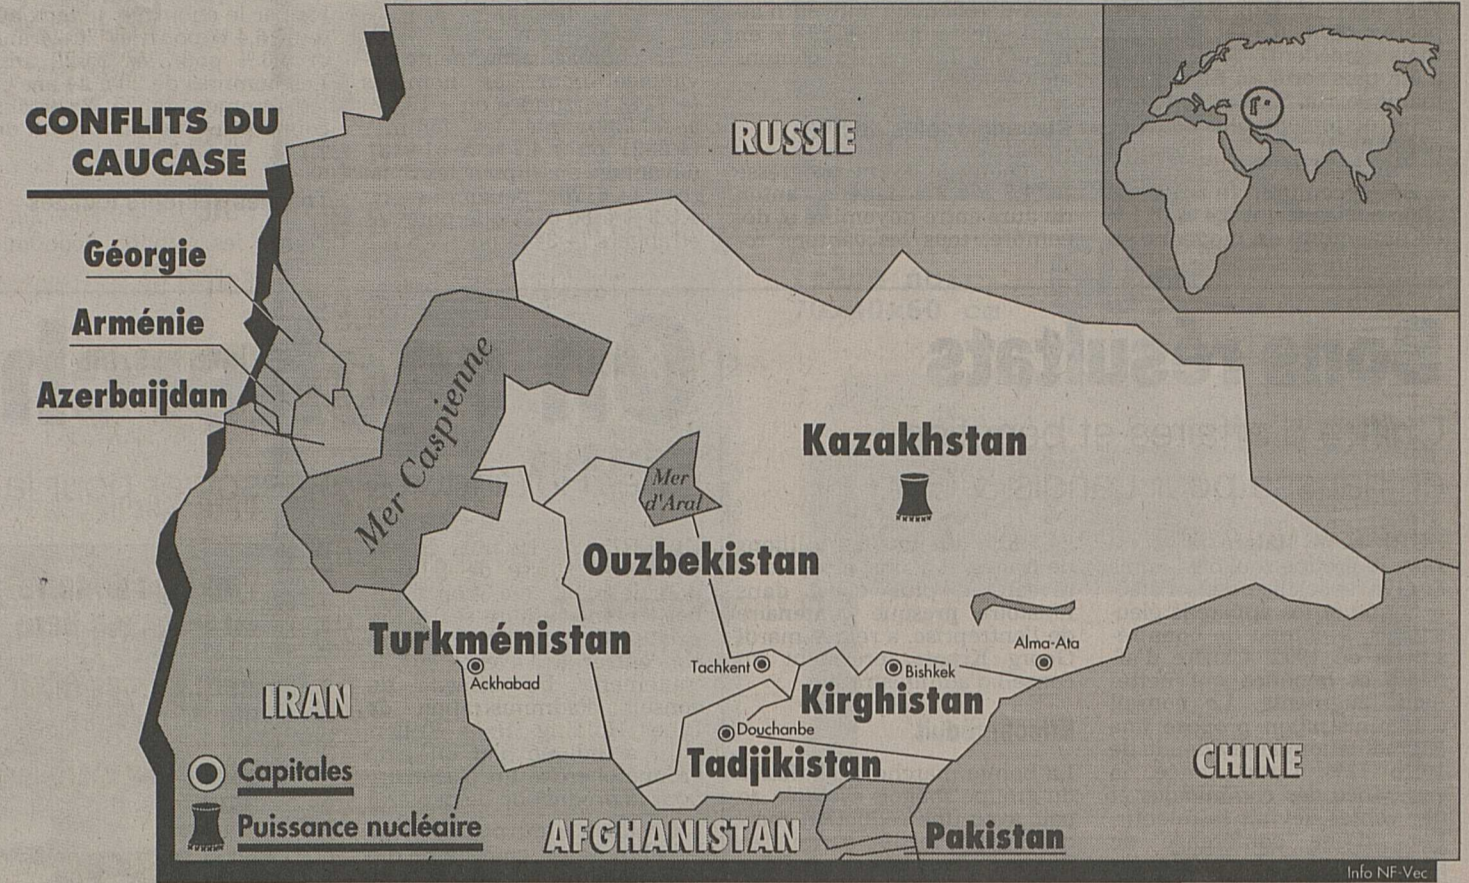 CONFLITS DU
CAUCASE
RUSSIE
Géorgie
Arménie
Azerbaijdan
Mer Caspienne
Kazakhstan
Mer
d'Aral
Ouzbekistan
Turkménistan
Ackhabad
Tachkent
Bishkek
Alma-Ata
Kirghistan
Douchanbe
Tadjikistan
IRAN
CHINE
Capitales
Puissance nucléaire
AFGHANISTAN
Pakistan
Info NF-Vec